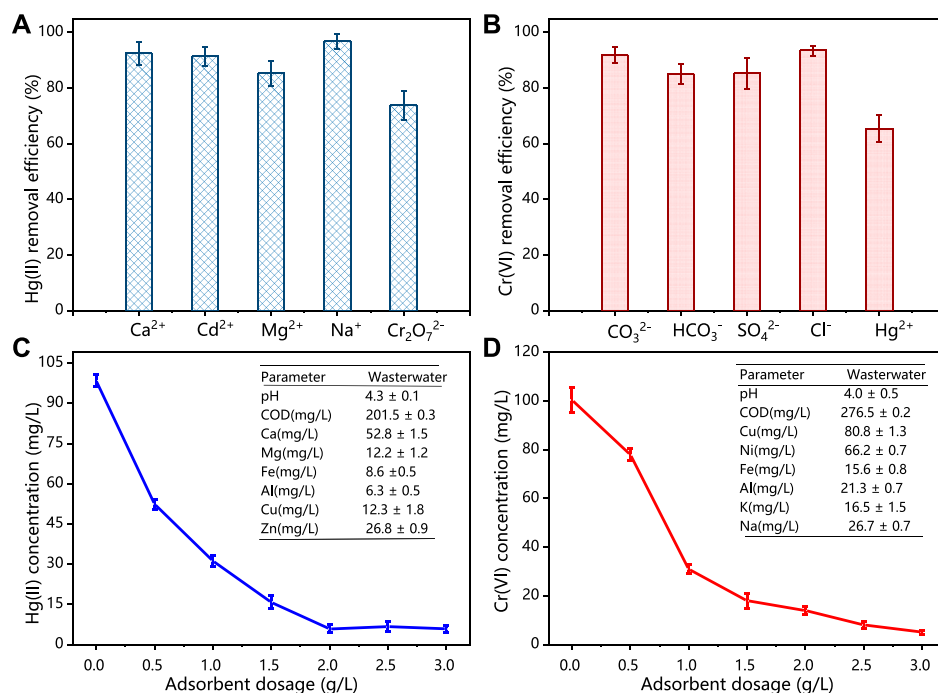 A
Hg(II) removal efficiency (%)
100
80
60
40
20
0
Ca²⁺ Cd²⁺ Mg²⁺ Na⁺ Cr₂O₇²⁻
B
Cr(VI) removal efficiency (%)
100
80
60
40
20
0
CO₃²⁻ HCO₃⁻ SO₄²⁻ Cl⁻ Hg²⁺
C
Hg(II) concentration (mg/L)
105
90
75
60
45
30
15
0
0.0 0.5 1.0 1.5 2.0 2.5 3.0
Adsorbent dosage (g/L)
Parameter Wasterwater
pH 4.3 ± 0.1
COD(mg/L) 201.5 ± 0.3
Ca(mg/L) 52.8 ± 1.5
Mg(mg/L) 12.2 ± 1.2
Fe(mg/L) 8.6 ±0.5
Al(mg/L) 6.3 ± 0.5
Cu(mg/L) 12.3 ± 1.8
Zn(mg/L) 26.8 ± 0.9
D
Cr(VI) concentration (mg/L)
120
100
80
60
40
20
0
0.0 0.5 1.0 1.5 2.0 2.5 3.0
Adsorbent dosage (g/L)
Parameter Wasterwater
pH 4.0 ± 0.5
COD(mg/L) 276.5 ± 0.2
Cu(mg/L) 80.8 ± 1.3
Ni(mg/L) 66.2 ± 0.7
Fe(mg/L) 15.6 ± 0.8
Al(mg/L) 21.3 ± 0.7
K(mg/L) 16.5 ± 1.5
Na(mg/L) 26.7 ± 0.7